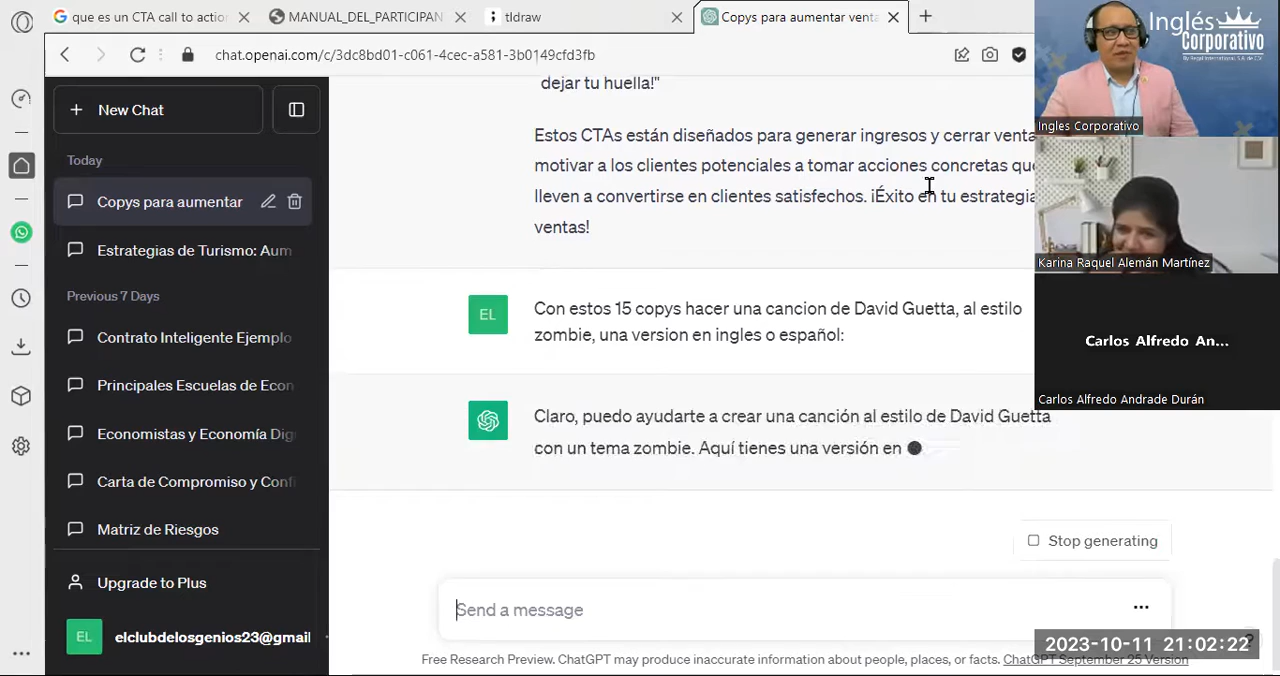 que es un CTA call to action
MANUAL_DEL_PARTICIPAN
tldraw
Copys para aumentar venta
chat.openai.com/c/3dc8bd01-c061-4cec-a581-3b0149cfd3fb
New Chat
Today
Copys para aumentar
Estrategias de Turismo: Aum
Previous 7 Days
Contrato Inteligente Ejemplo
Principales Escuelas de Econ
Economistas y Economía Dig
Carta de Compromiso y Confi
Matriz de Riesgos
Upgrade to Plus
EL
elclubdelosgenios23@gmail
dejar tu huella!"
Estos CTAs están diseñados para generar ingresos y cerrar venta
motivar a los clientes potenciales a tomar acciones concretas que
lleven a convertirse en clientes satisfechos. ¡Éxito en tu estrategia
ventas!
EL
Con estos 15 copys hacer una cancion de David Guetta, al estilo
zombie, una version en ingles o español:
Claro, puedo ayudarte a crear una canción al estilo de David Guetta
con un tema zombie. Aquí tienes una versión en
Stop generating
Send a message
Free Research Preview. ChatGPT may produce inaccurate information about people, places, or facts. ChatGPT September 25 Version
Inglés
Corporativo
By Regal International, S.A. de C.V.
Ingles Corporativo
Karina Raquel Alemán Martínez
Carlos Alfredo An...
Carlos Alfredo Andrade Durán
2023-10-11 21:02:22